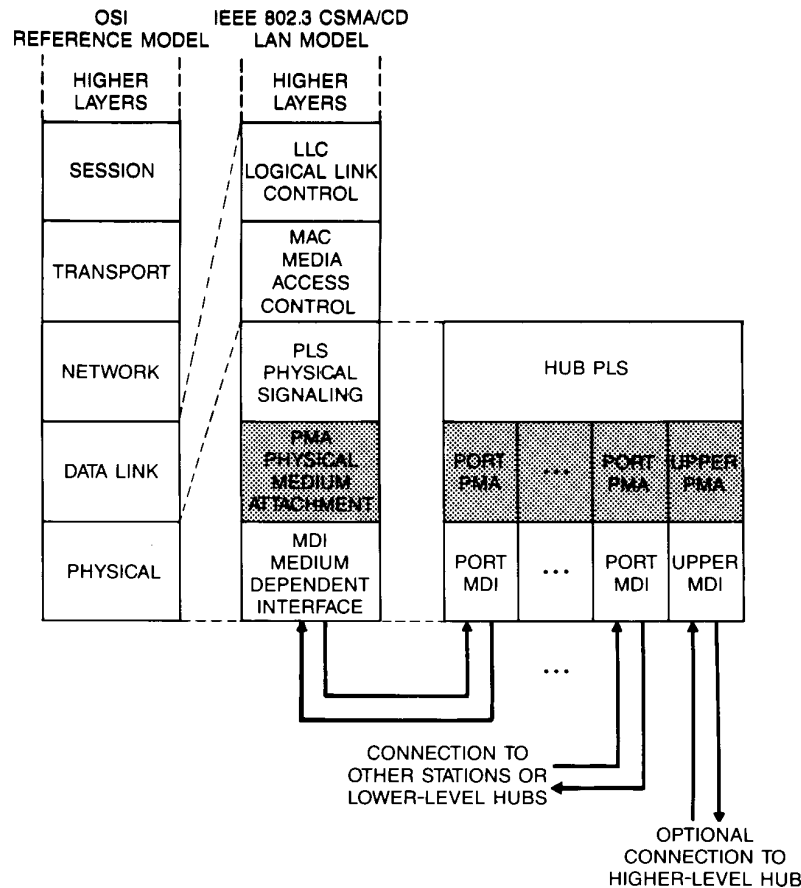 OSI
REFERENCE MODEL
HIGHER
LAYERS
SESSION
TRANSPORT
NETWORK
DATA LINK
PHYSICAL
IEEE 802.3 CSMA/CD
LAN MODEL
HIGHER
LAYERS
LLC
LOGICAL LINK
CONTROL
MAC
MEDIA
ACCESS
CONTROL
PLS
PHYSICAL
SIGNALING
PMA
PHYSICAL
MEDIUM
ATTACHMENT
MDI
MEDIUM
DEPENDENT
INTERFACE
HUB PLS
PORT
PMA
...
PORT
PMA
UPPER
PMA
PORT
MDI
...
PORT
MDI
UPPER
MDI
...
CONNECTION TO
OTHER STATIONS OR
LOWER-LEVEL HUBS
OPTIONAL
CONNECTION TO
HIGHER-LEVEL HUB